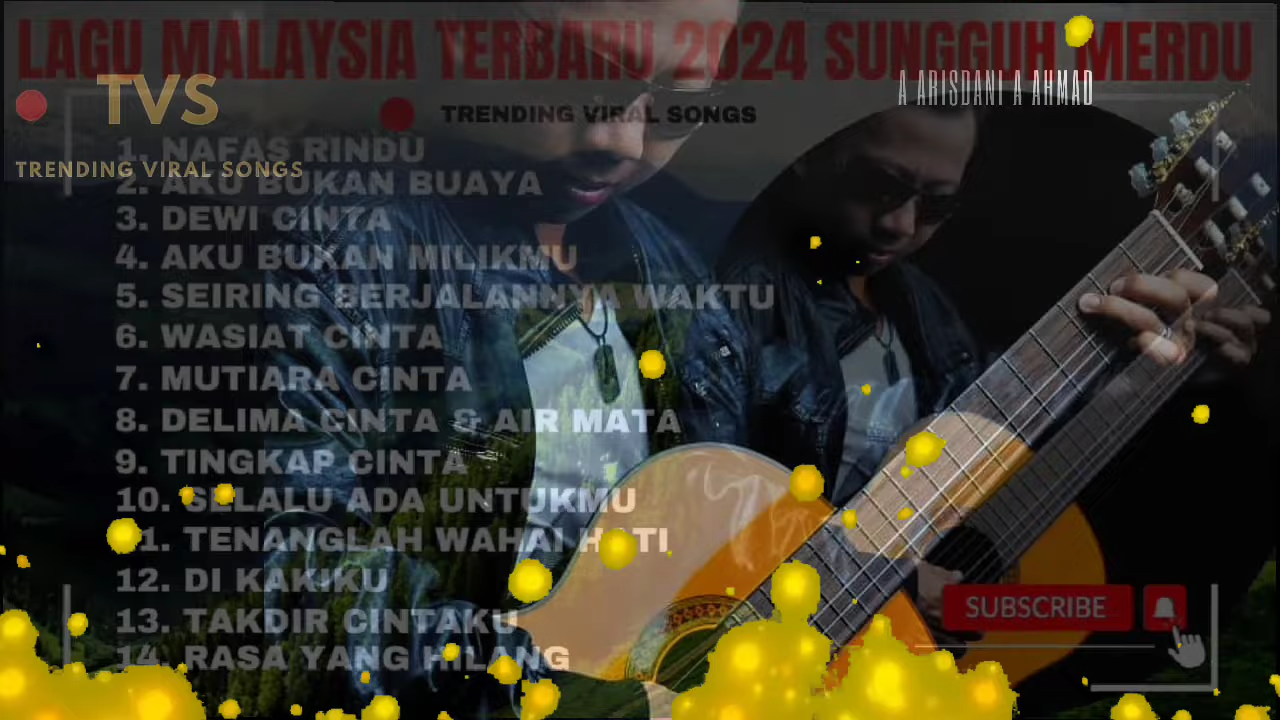 LAGU MALAYSIA TERBARU 2024 SUNGGUH MERDU
TVS
A ARISDANI A AHMAD
TRENDING VIRAL SONGS
1. NAFAS RINDU
TRENDING VIRAL SONGS
2. AKU BUKAN BUAYA
3. DEWI CINTA
4. AKU BUKAN MILIKMU
5. SEIRING BERJALANNYA WAKTU
6. WASIAT CINTA
7. MUTIARA CINTA
8. DELIMA CINTA & AIR MATA
9. TINGKAP CINTA
10. SELALU ADA UNTUKMU
11. TENANGLAH WAHAI HATI
12. DI KAKIKU
13. TAKDIR CINTAKU
14. RASA YANG HILANG
SUBSCRIBE